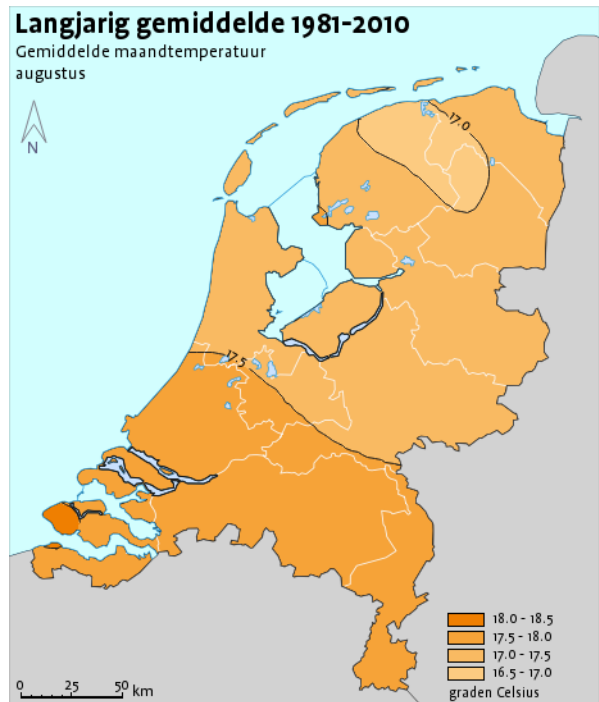 Langjarig gemiddelde 1981-2010
Gemiddelde maandtemperatuur
augustus
N
17.0
17.5
18.0 - 18.5
17.5 - 18.0
17.0 - 17.5
16.5 - 17.0
graden Celsius
0 25 50 km